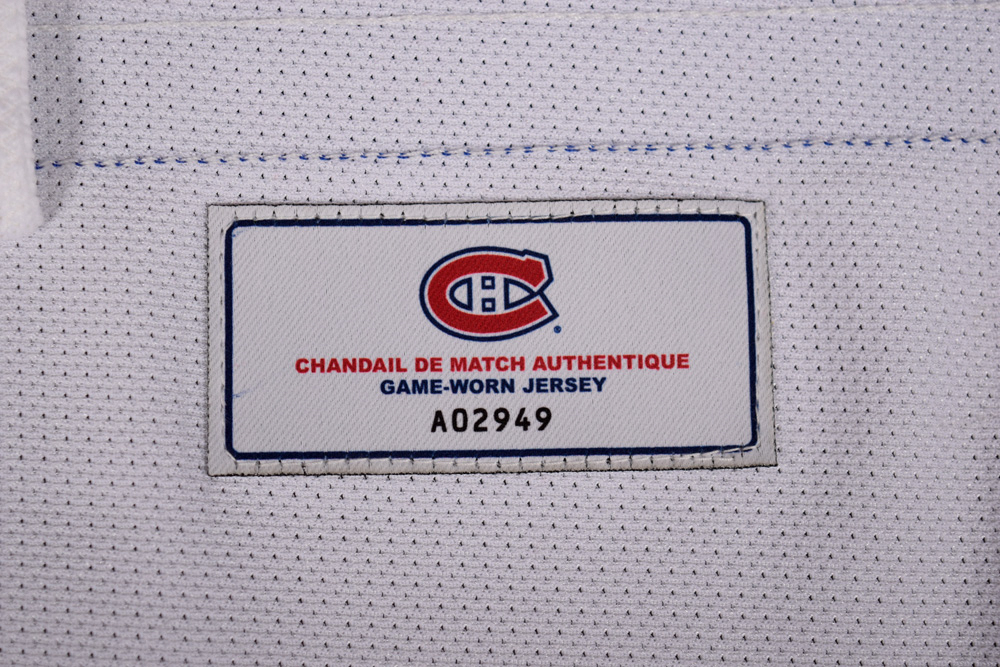 CHANDAIL DE MATCH AUTHENTIQUE
GAME-WORN JERSEY
A02949